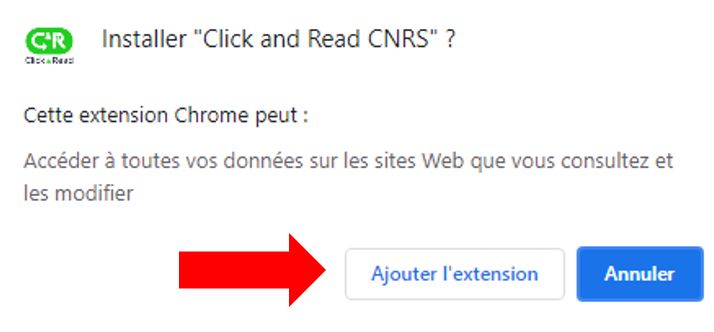 C R
Click & Read
Installer "Click and Read CNRS" ?
Cette extension Chrome peut :
Accéder à toutes vos données sur les sites Web que vous consultez et
les modifier
Ajouter l'extension
Annuler